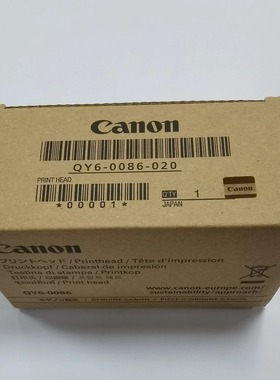 Canon
QY6-0086-020
PRINT HEAD
*00001*
QTY 1
JAPAN
Canon
Canon
プリントヘッド / Printhead / Tête d'impression
Druckkopf / Cabezal de impresión
Testina di stampa / Printkop
Print head
QY6-0086
www.canon-europe.com/
sustainability/approach/